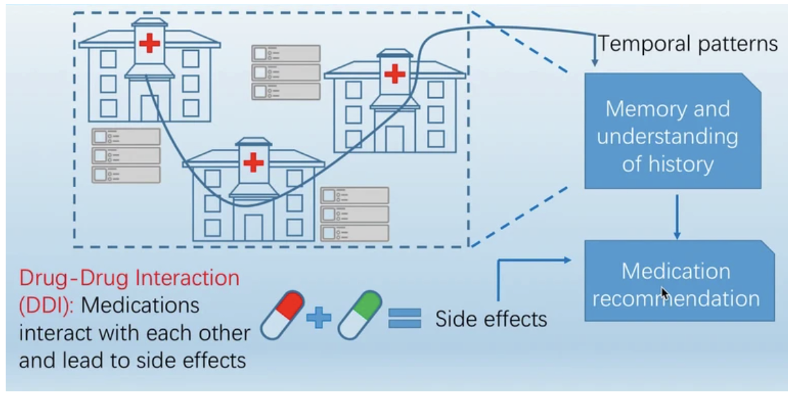 Temporal patterns
Memory and
understanding
of history
Drug-Drug Interaction
(DDI): Medications
interact with each other
and lead to side effects
Side effects
Medication
recommendation